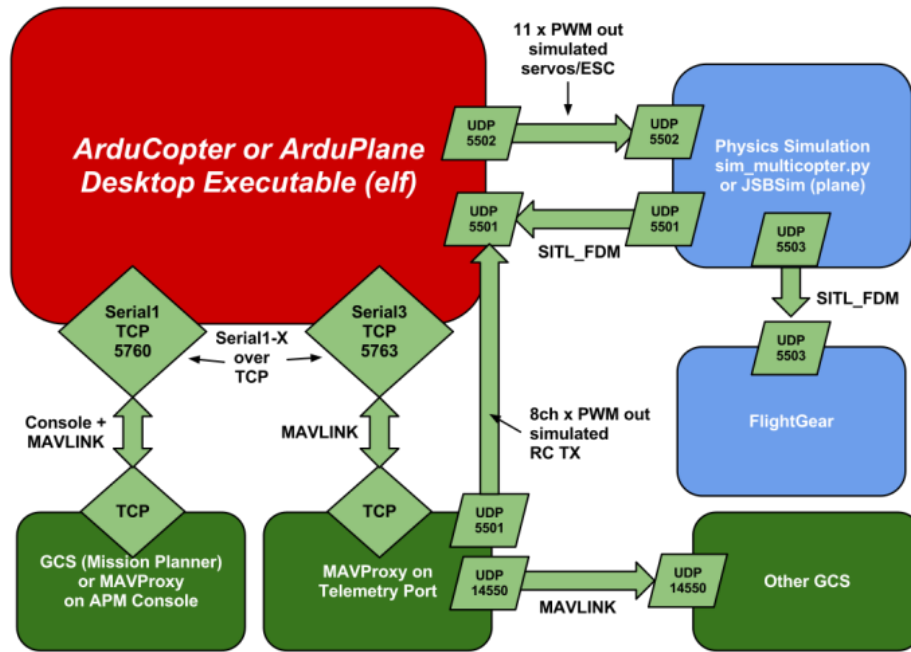 11 x PWM out
simulated
servos/ESC
ArduCopter or ArduPlane
Desktop Executable (elf)
UDP
5502
UDP
5502
Physics Simulation
sim_multicopter.py
or JSBSim (plane)
UDP
5501
UDP
5501
SITL_FDM
UDP
5503
SITL_FDM
Serial1
TCP
5760
Serial1-X
over
TCP
Serial3
TCP
5763
UDP
5503
FlightGear
Console +
MAVLINK
MAVLINK
8ch x PWM out
simulated
RC TX
TCP
GCS (Mission Planner)
or MAVProxy
on APM Console
TCP
MAVProxy on
Telemetry Port
UDP
5501
UDP
14550
MAVLINK
UDP
14550
Other GCS